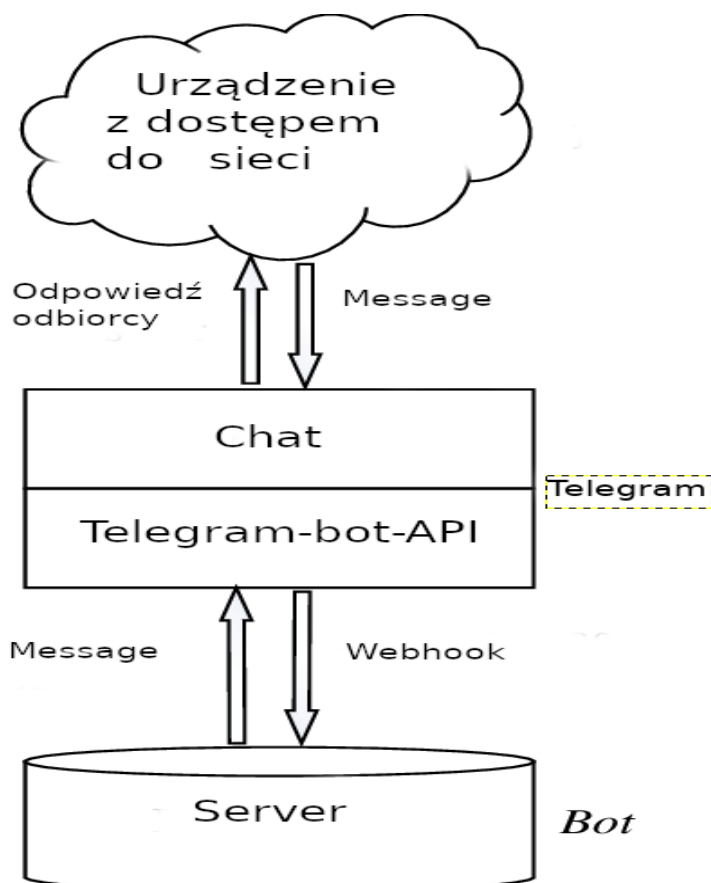 Urządzenie
z dostępem
do sieci
Odpowiedź
odbiorcy
Message
Chat
Telegram
Telegram-bot-API
Message
Webhook
Server
Bot